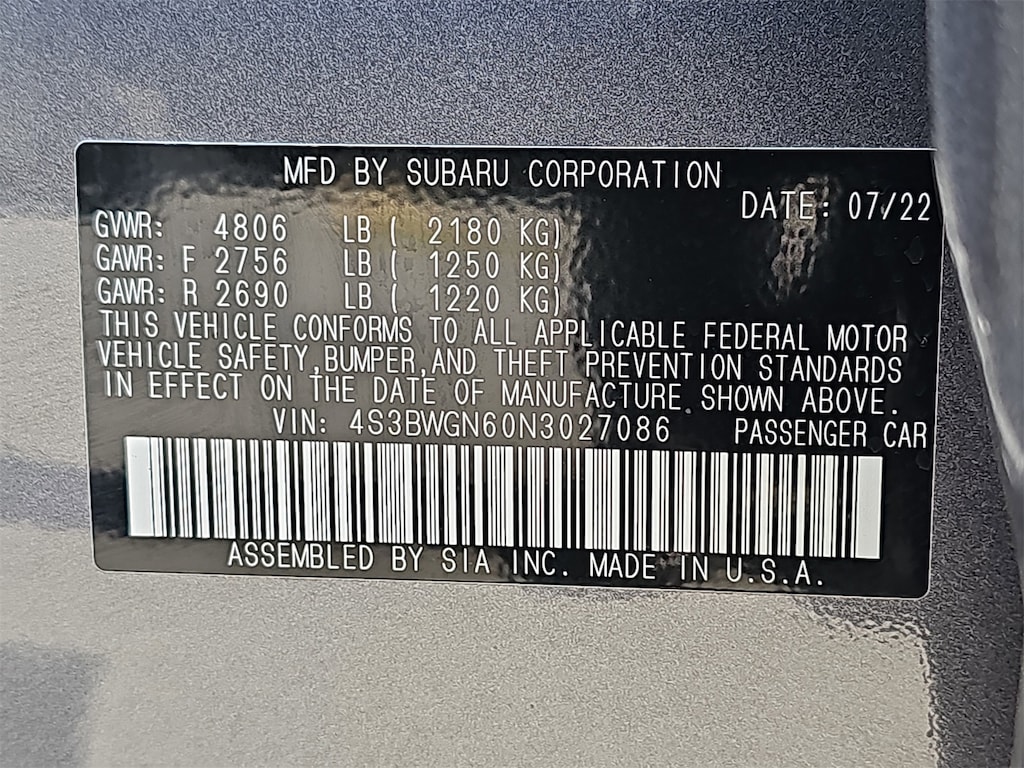 MFD BY SUBARU CORPORATION
DATE: 07/22
GVWR: 4806 LB ( 2180 KG)
GAWR: F 2756 LB ( 1250 KG)
GAWR: R 2690 LB ( 1220 KG)
THIS VEHICLE CONFORMS TO ALL APPLICABLE FEDERAL MOTOR
VEHICLE SAFETY,BUMPER,AND THEFT PREVENTION STANDARDS
IN EFFECT ON THE DATE OF MANUFACTURE SHOWN ABOVE.
VIN: 4S3BWGN60N3027086 PASSENGER CAR
ASSEMBLED BY SIA INC. MADE IN U.S.A.